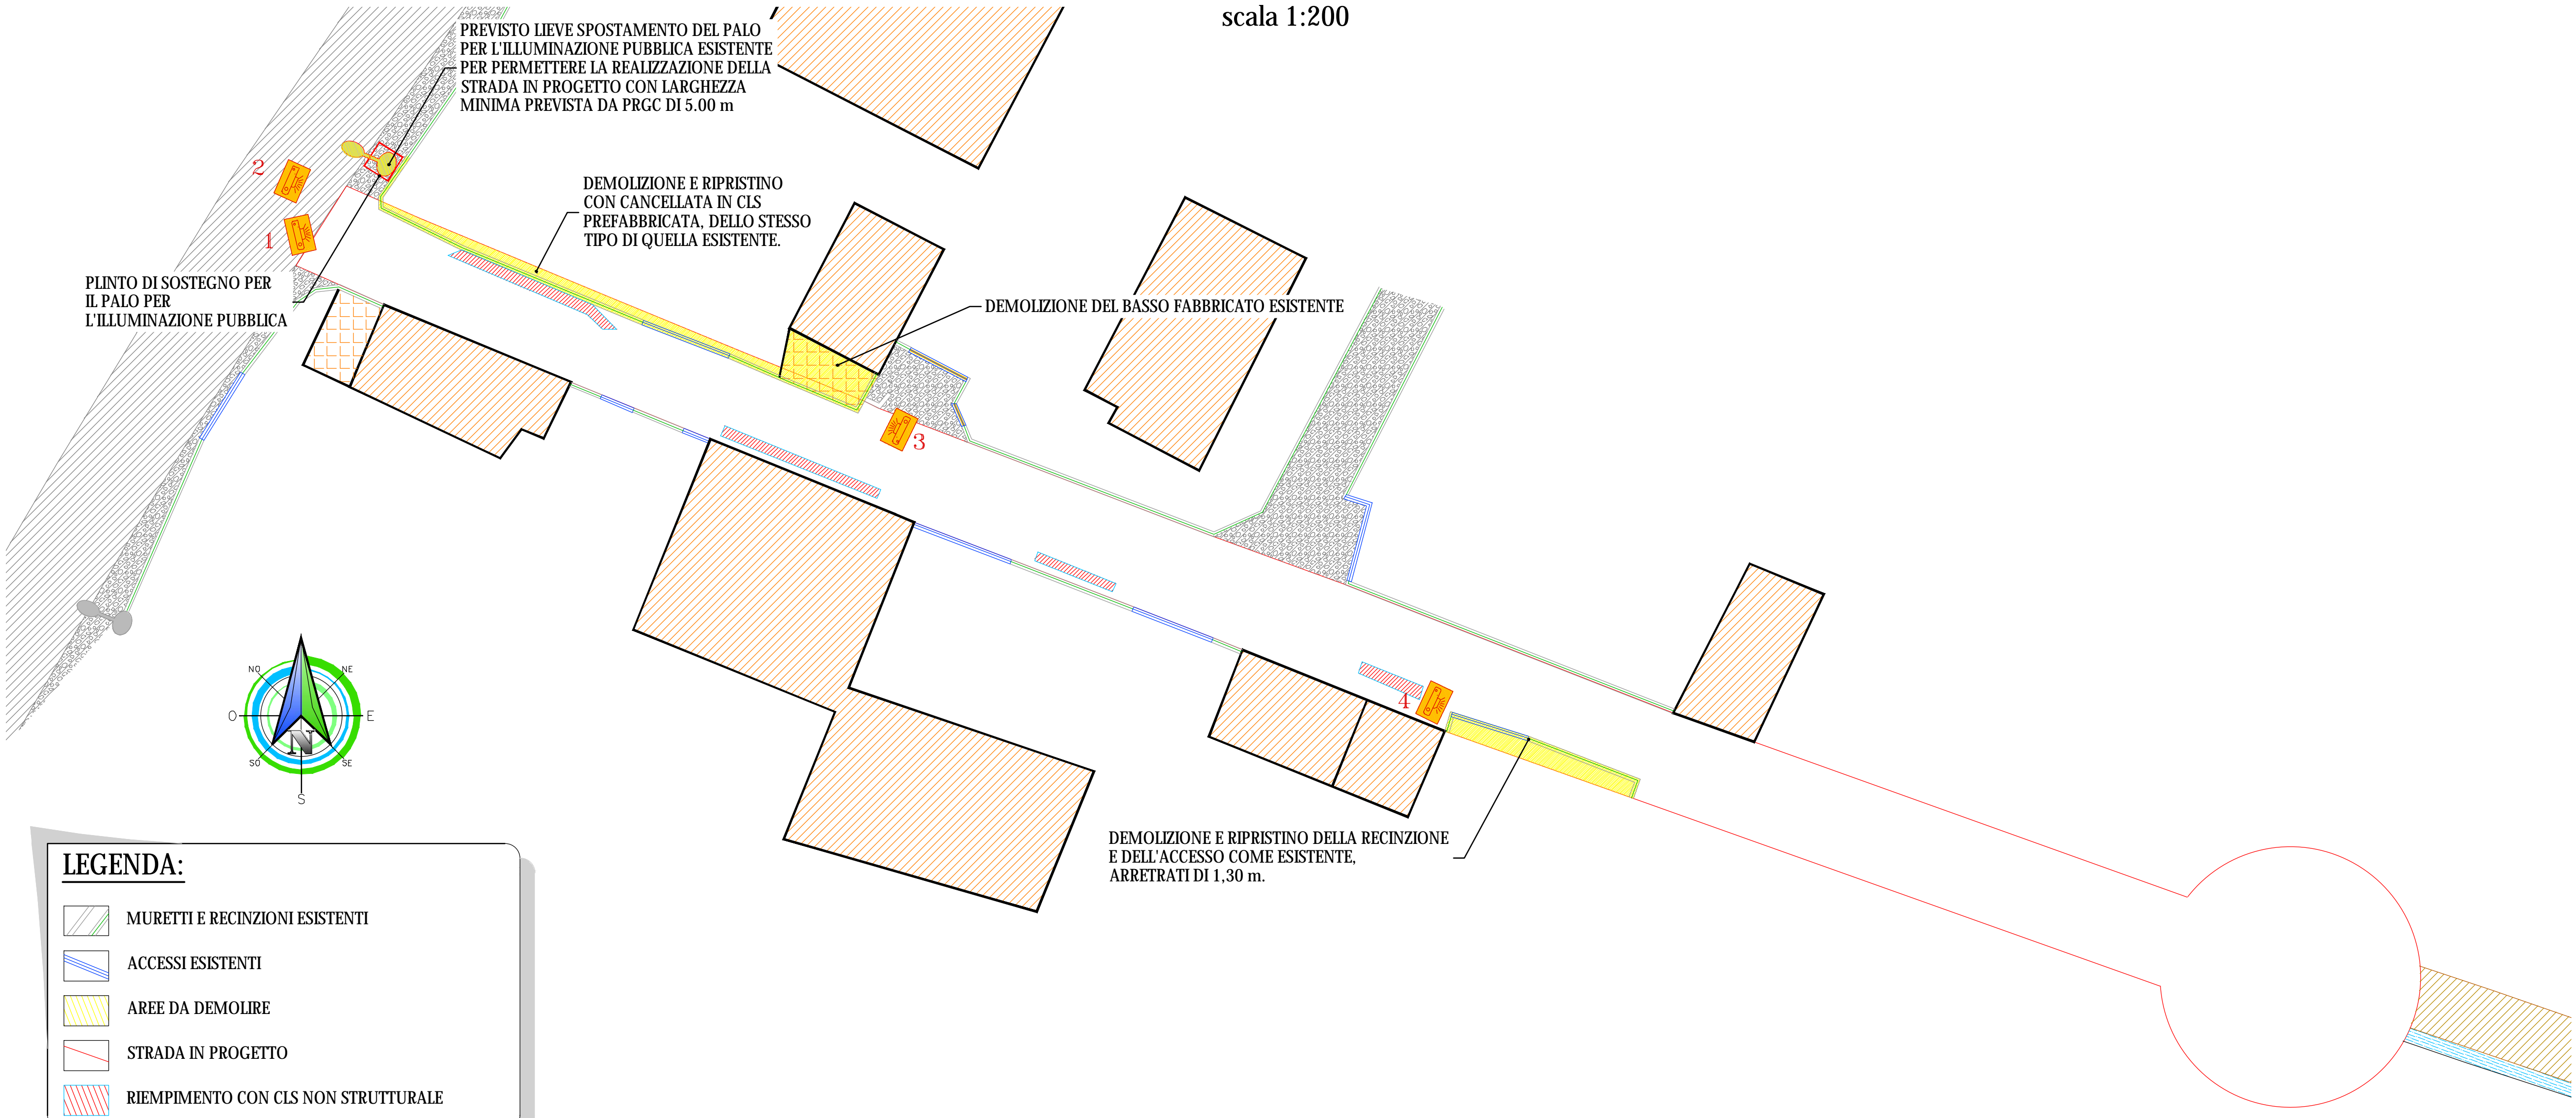 scala 1:200
PREVISTO LIEVE SPOSTAMENTO DEL PALO
PER L'ILLUMINAZIONE PUBBLICA ESISTENTE
PER PERMETTERE LA REALIZZAZIONE DELLA
STRADA IN PROGETTO CON LARGHEZZA
MINIMA PREVISTA DA PRGC DI 5.00 m
2
1
DEMOLIZIONE E RIPRISTINO
CON CANCELLATA IN CLS
PREFABBRICATA, DELLO STESSO
TIPO DI QUELLA ESISTENTE.
PLINTO DI SOSTEGNO PER
IL PALO PER
L'ILLUMINAZIONE PUBBLICA
DEMOLIZIONE DEL BASSO FABBRICATO ESISTENTE
3
4
NO
NE
O
E
N
SO
SE
S
DEMOLIZIONE E RIPRISTINO DELLA RECINZIONE
E DELL'ACCESSO COME ESISTENTE,
ARRETRATI DI 1,30 m.
LEGENDA:
MURETTI E RECINZIONI ESISTENTI
ACCESSI ESISTENTI
AREE DA DEMOLIRE
STRADA IN PROGETTO
RIEMPIMENTO CON CLS NON STRUTTURALE